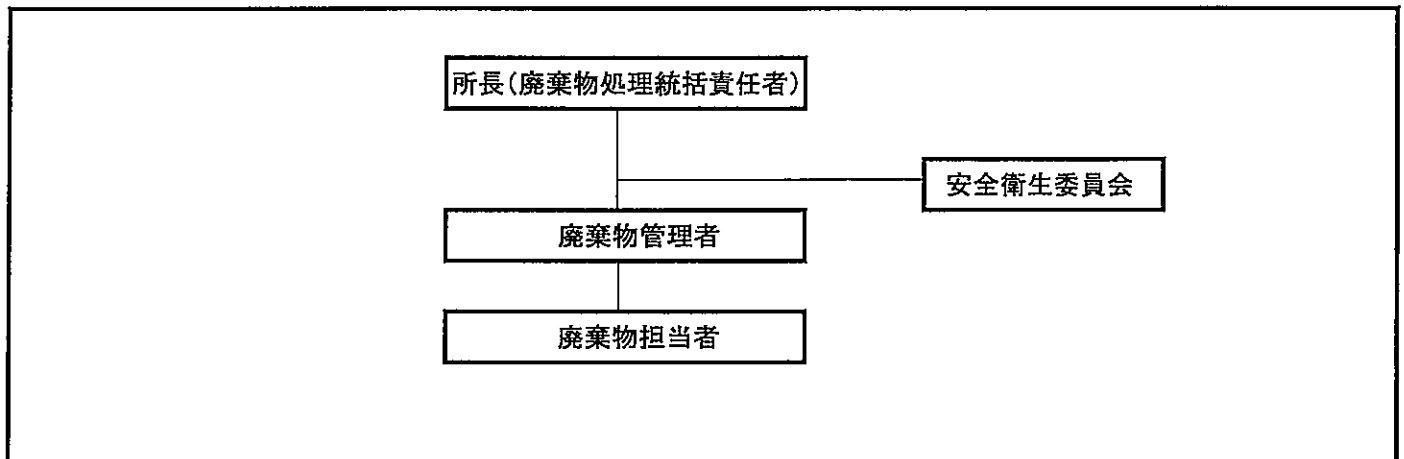 所長(廃棄物処理統括責任者)
安全衛生委員会
廃棄物管理者
廃棄物担当者